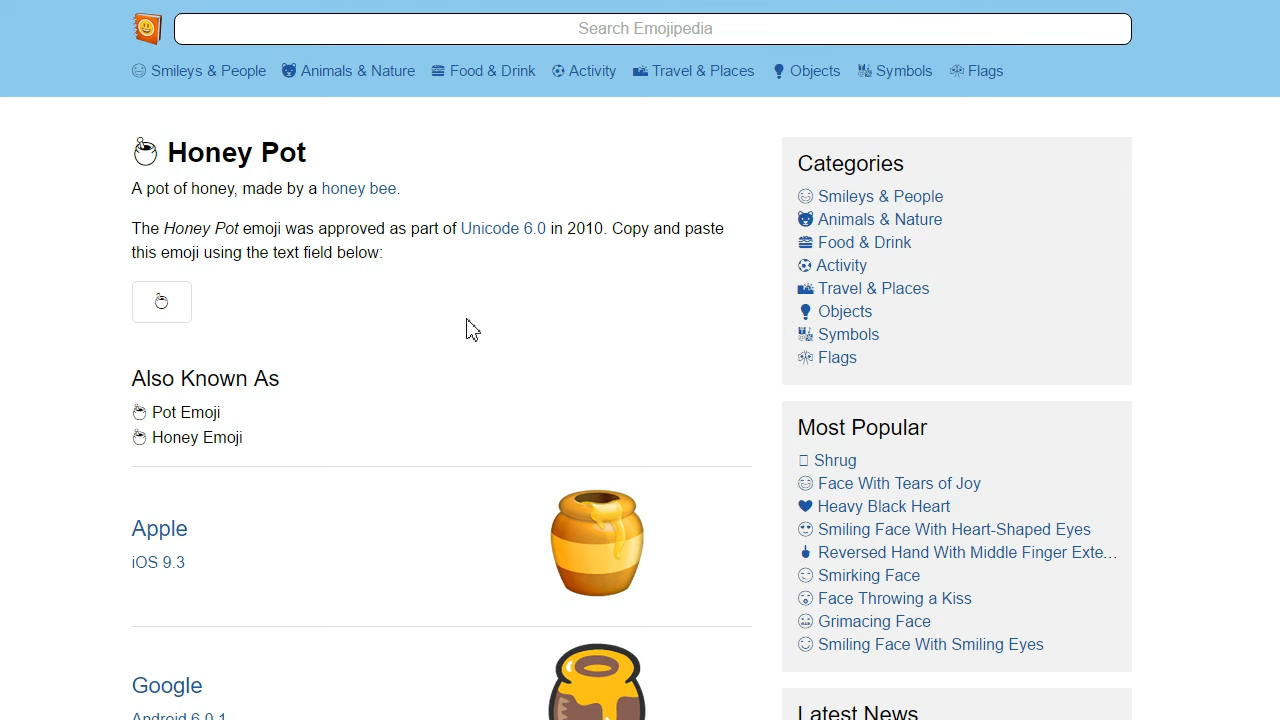 Search Emojipedia
Smileys & People Animals & Nature Food & Drink Activity Travel & Places Objects Symbols Flags
Honey Pot
A pot of honey, made by a honey bee.
The Honey Pot emoji was approved as part of Unicode 6.0 in 2010. Copy and paste
this emoji using the text field below:
Also Known As
Pot Emoji
Honey Emoji
Apple
iOS 9.3
Google
Android 6.0.1
Categories
Smileys & People
Animals & Nature
Food & Drink
Activity
Travel & Places
Objects
Symbols
Flags
Most Popular
Shrug
Face With Tears of Joy
Heavy Black Heart
Smiling Face With Heart-Shaped Eyes
Reversed Hand With Middle Finger Exte...
Smirking Face
Face Throwing a Kiss
Grimacing Face
Smiling Face With Smiling Eyes
Latest News